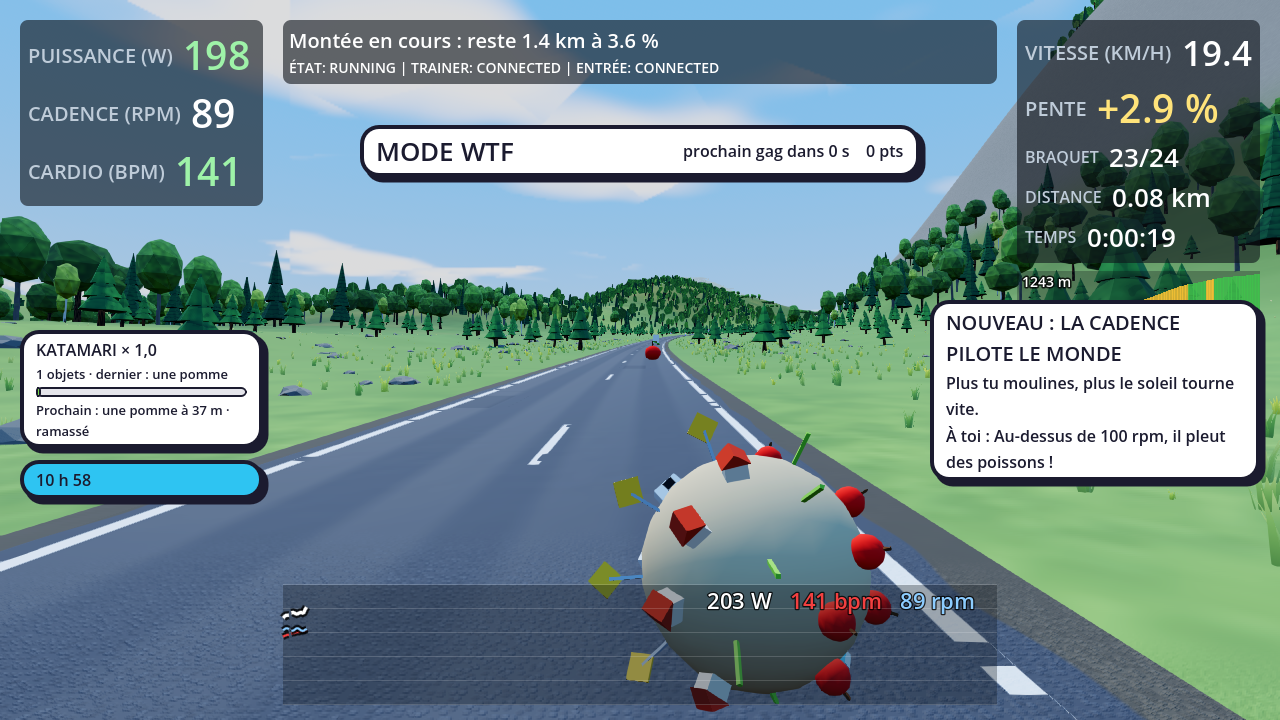 PUISSANCE (W) 198
CADENCE (RPM) 89
CARDIO (BPM) 141
Montée en cours : reste 1.4 km à 3.6 %
ÉTAT: RUNNING | TRAINER: CONNECTED | ENTRÉE: CONNECTED
MODE WTF
prochain gag dans 0 s 0 pts
VITESSE (KM/H) 19.4
PENTE +2.9 %
BRAQUET 23/24
DISTANCE 0.08 km
TEMPS 0:00:19
1243 m
KATAMARI × 1,0
1 objets · dernier : une pomme
Prochain : une pomme à 37 m ·
ramassé
10 h 58
NOUVEAU : LA CADENCE
PILOTE LE MONDE
Plus tu moulines, plus le soleil tourne
vite.
À toi : Au-dessus de 100 rpm, il pleut
des poissons !
203 W 141 bpm 89 rpm